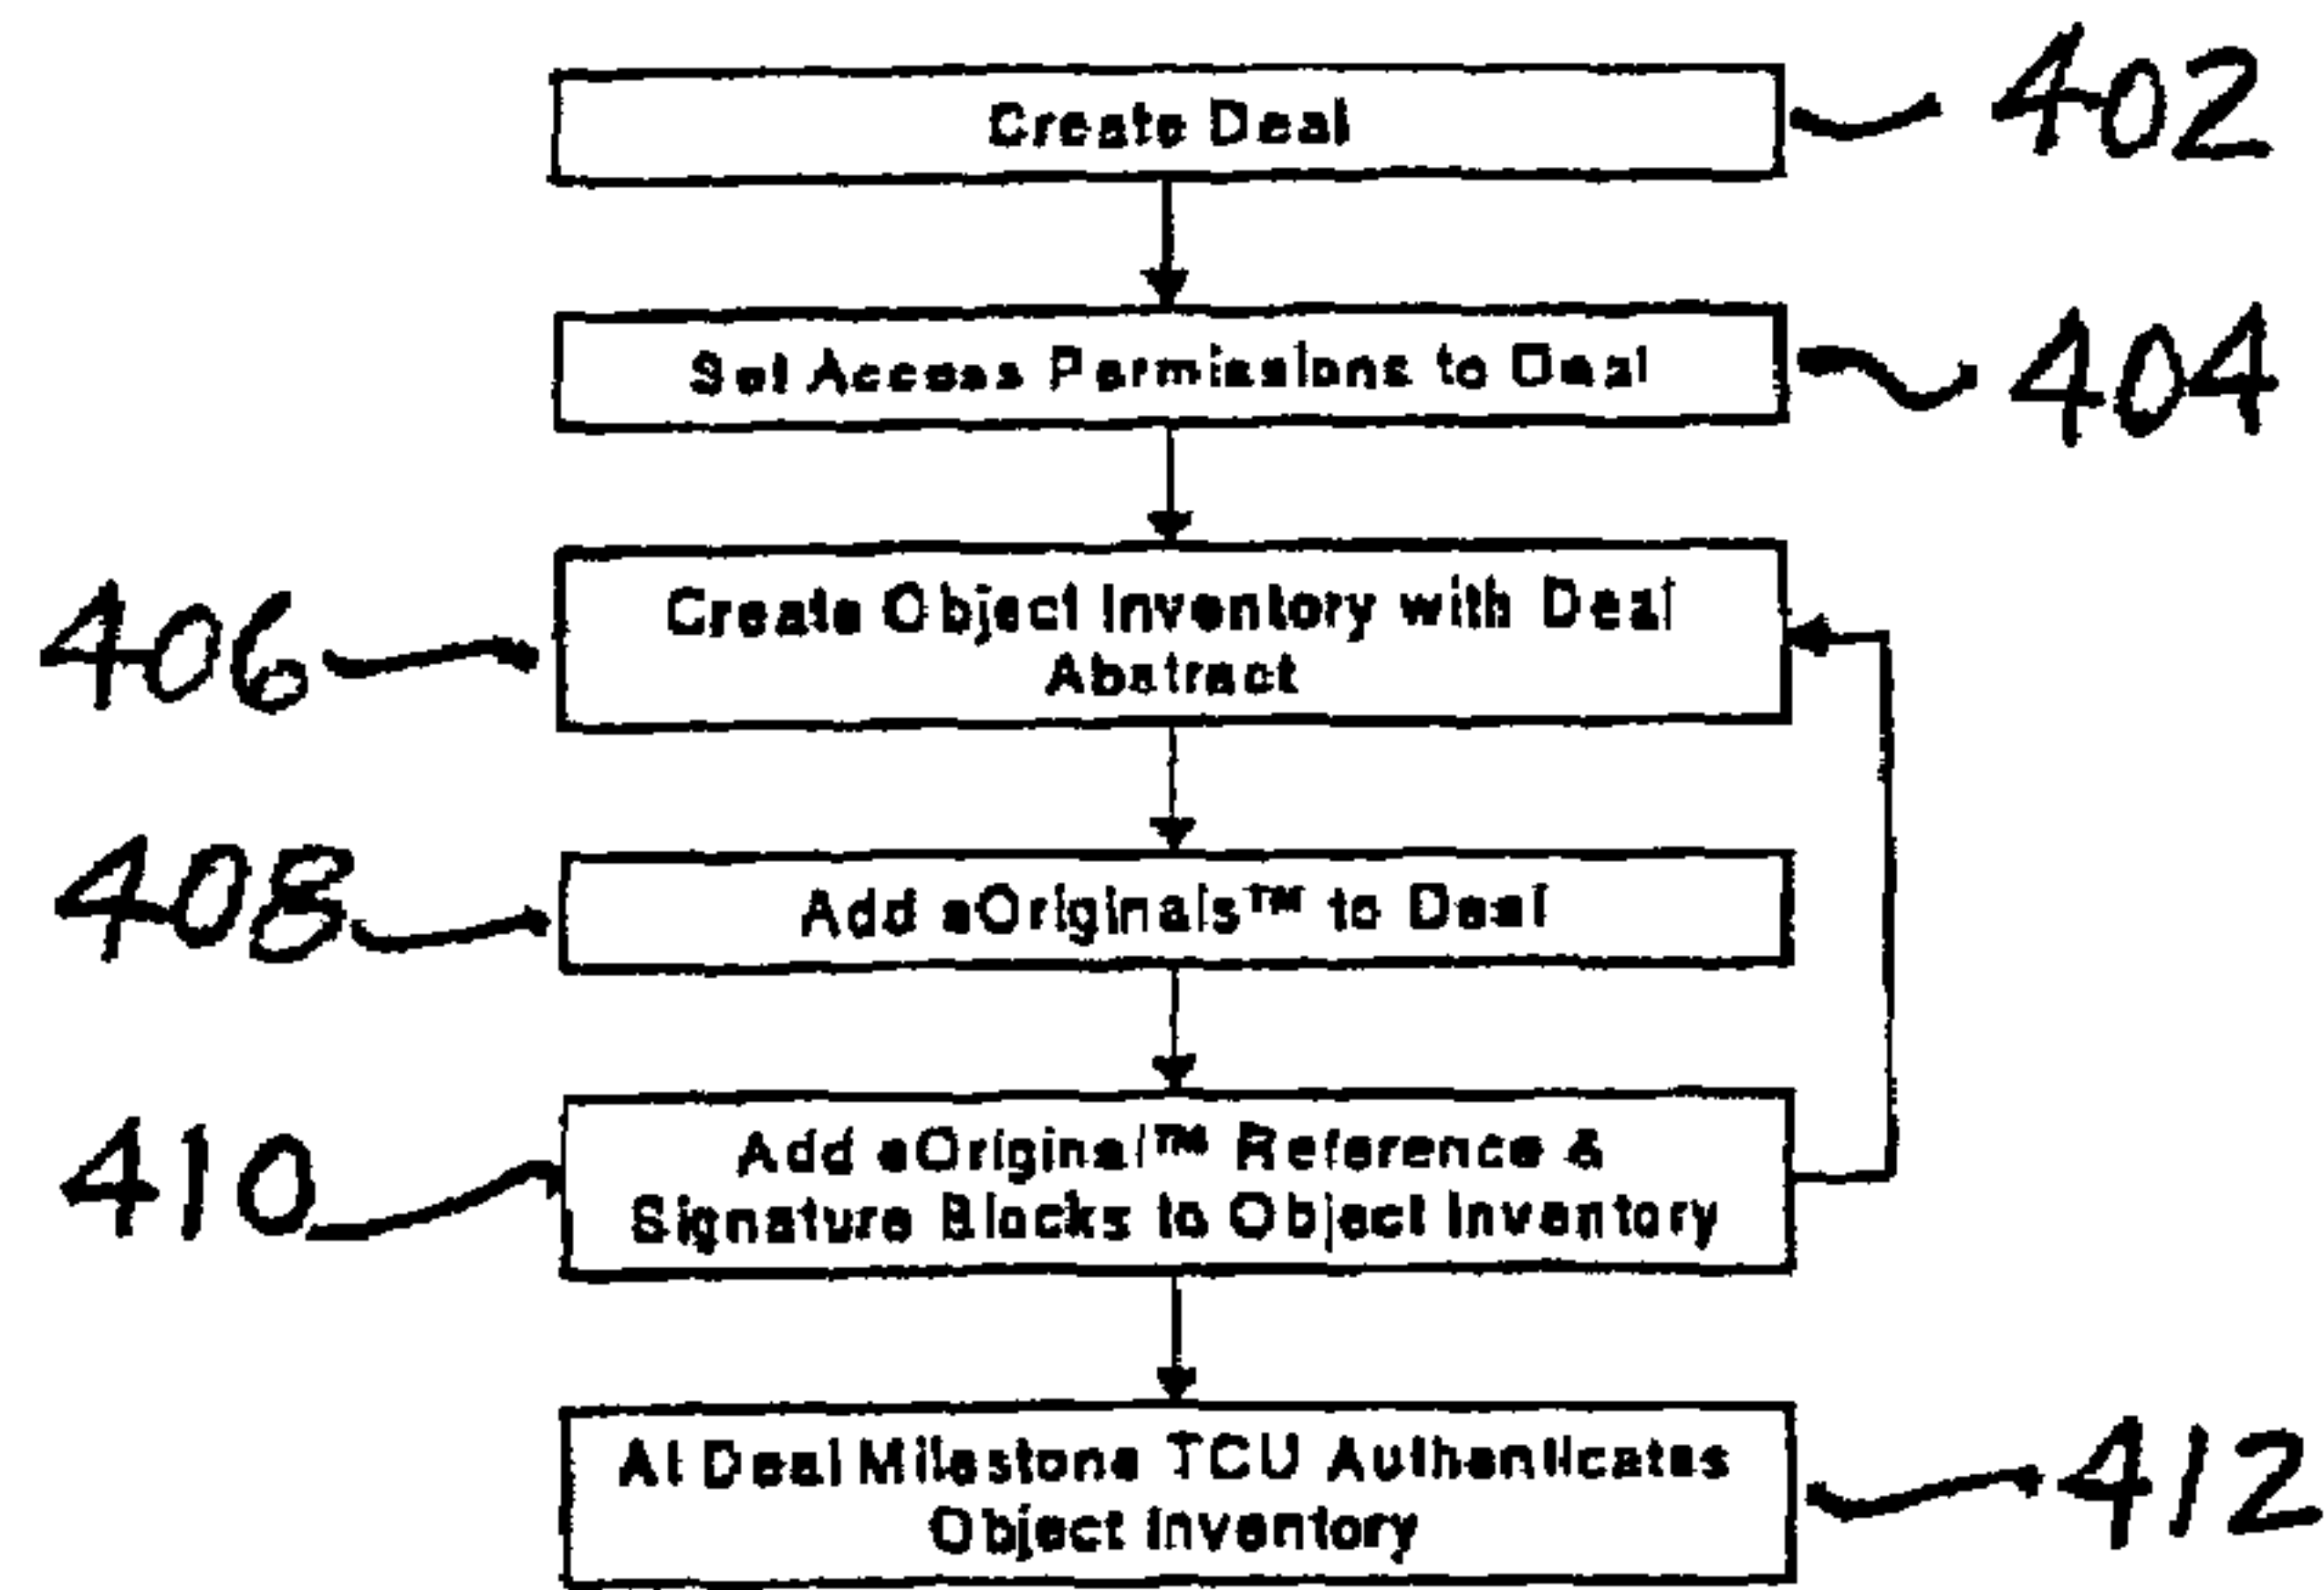 Create Deal
402
Set Access Permissions to Deal
404
Create Object Inventory with Deal
Abstract
406
Add eOriginals™ to Deal
408
Add eOriginal™ Reference &
Signature Blocks to Object Inventory
410
At Deal Milestone TCU Authenticates
Object Inventory
412